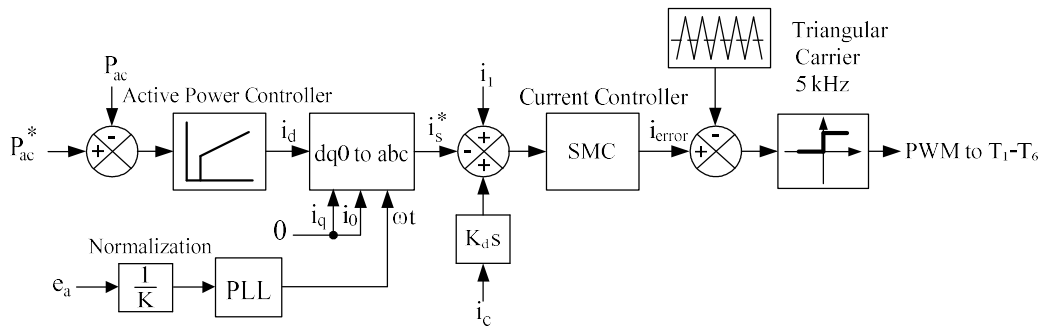 Triangular
Carrier
5 kHz
P_ac
Active Power Controller
i_1
Current Controller
P_ac^*
-
+
i_d
dq0 to abc
i_s^*
+
-
+
SMC
i_error
-
+
PWM to T_1-T_6
0
i_q
i_0
ωt
K_d s
Normalization
e_a
1
K
PLL
i_c